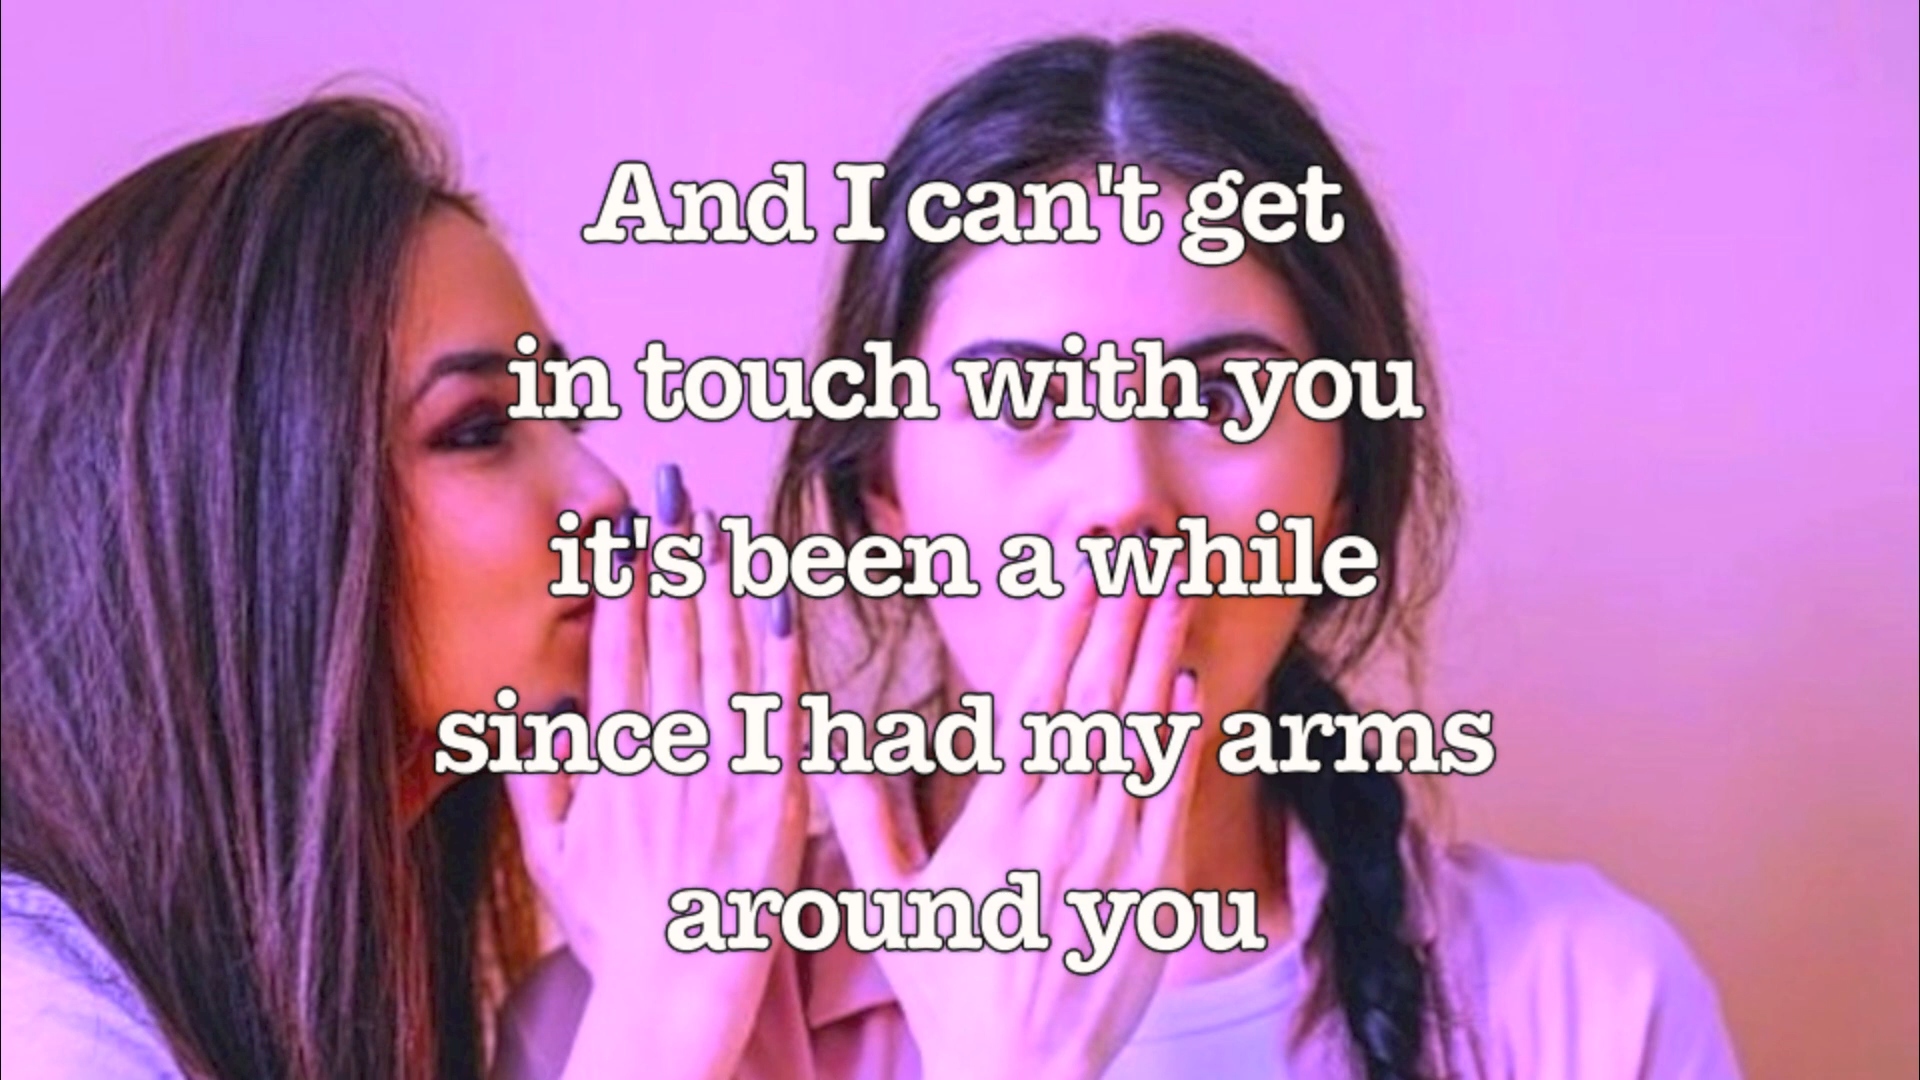 And I can't get
in touch with you
it's been a while
since I had my arms
around you